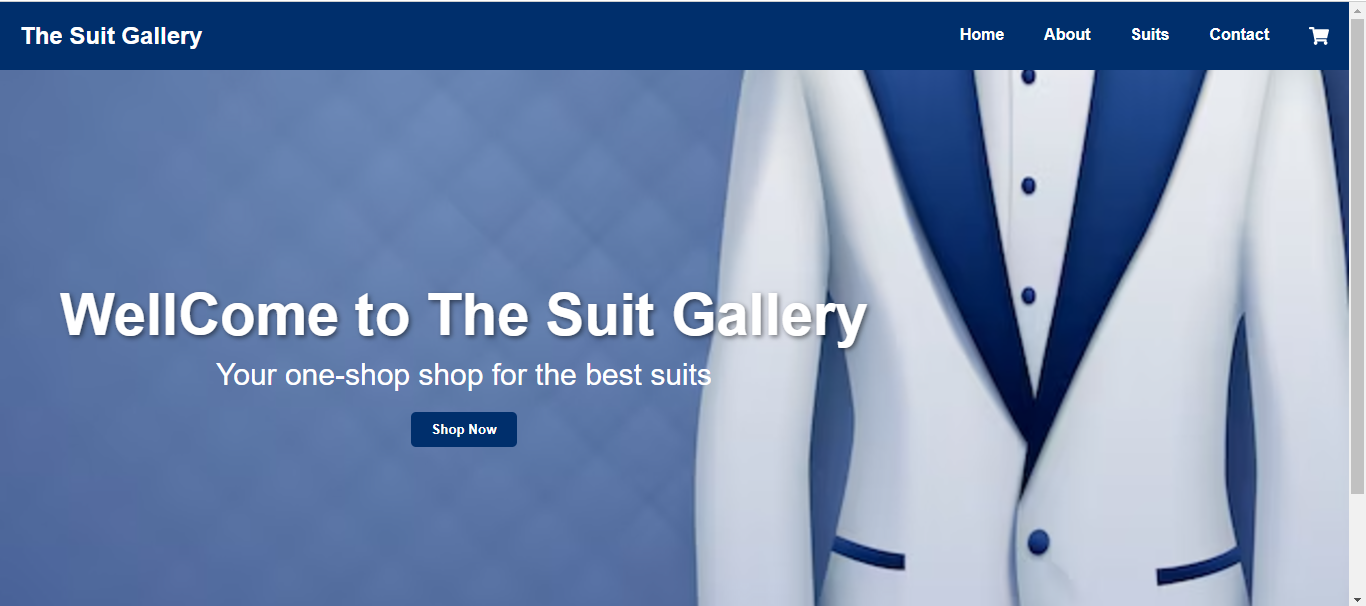 The Suit Gallery
Home About Suits Contact
WellCome to The Suit Gallery
Your one-shop shop for the best suits
Shop Now